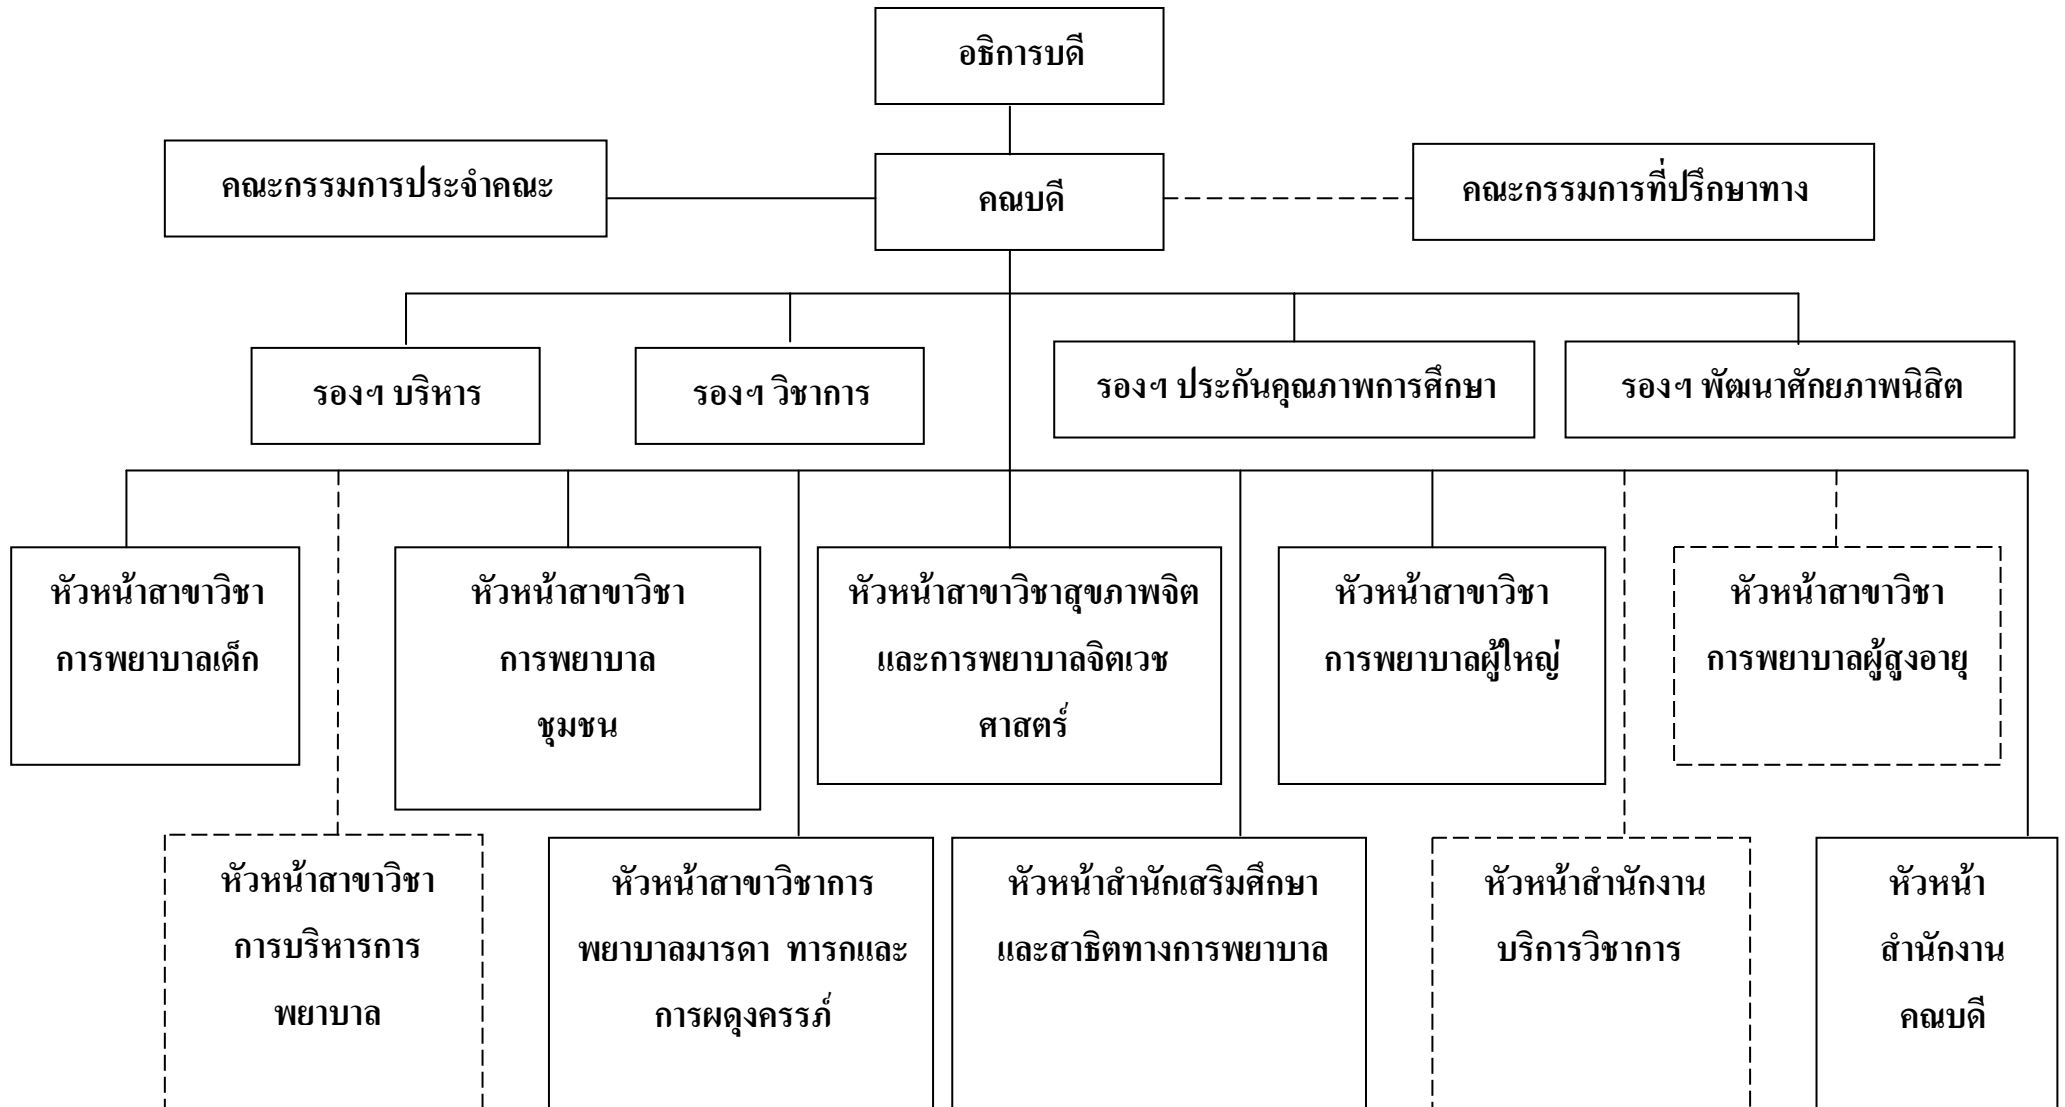 อธิการบดี
คณะกรรมการประจำคณะ
คณบดี
คณะกรรมการที่ปรึกษาทาง
รองฯ บริหาร
รองฯ วิชาการ
รองฯ ประกันคุณภาพการศึกษา
รองฯ พัฒนาศักยภาพนิสิต
หัวหน้าสาขาวิชา
การพยาบาลเด็ก
หัวหน้าสาขาวิชา
การพยาบาล
ชุมชน
หัวหน้าสาขาวิชาสุขภาพจิต
และการพยาบาลจิตเวช
ศาสตร์
หัวหน้าสาขาวิชา
การพยาบาลผู้ใหญ่
หัวหน้าสาขาวิชา
การพยาบาลผู้สูงอายุ
หัวหน้าสาขาวิชา
การบริหารการ
พยาบาล
หัวหน้าสาขาวิชาการ
พยาบาลมารดา ทารกและ
การผดุงครรภ์
หัวหน้าสำนักเสริมศึกษา
และสาธิตทางการพยาบาล
หัวหน้าสำนักงาน
บริการวิชาการ
หัวหน้า
สำนักงาน
คณบดี